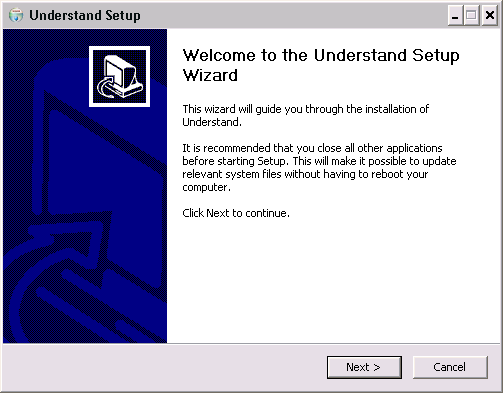 Understand Setup
Welcome to the Understand Setup
Wizard
This wizard will guide you through the installation of
Understand.
It is recommended that you close all other applications
before starting Setup. This will make it possible to update
relevant system files without having to reboot your
computer.
Click Next to continue.
Next >
Cancel